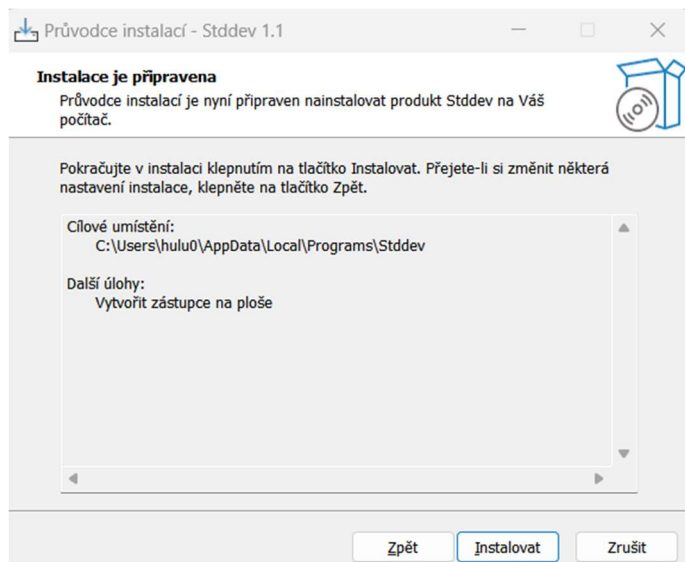 Průvodce instalací - Stddev 1.1
Instalace je připravena
Průvodce instalací je nyní připraven nainstalovat produkt Stddev na Váš
počítač.
Pokračujte v instalaci klepnutím na tlačítko Instalovat. Přejete-li si změnit některá
nastavení instalace, klepněte na tlačítko Zpět.
Cílové umístění:
C:\Users\hulu0\AppData\Local\Programs\Stddev
Další úlohy:
Vytvořit zástupce na ploše
Zpět Instalovat Zrušit